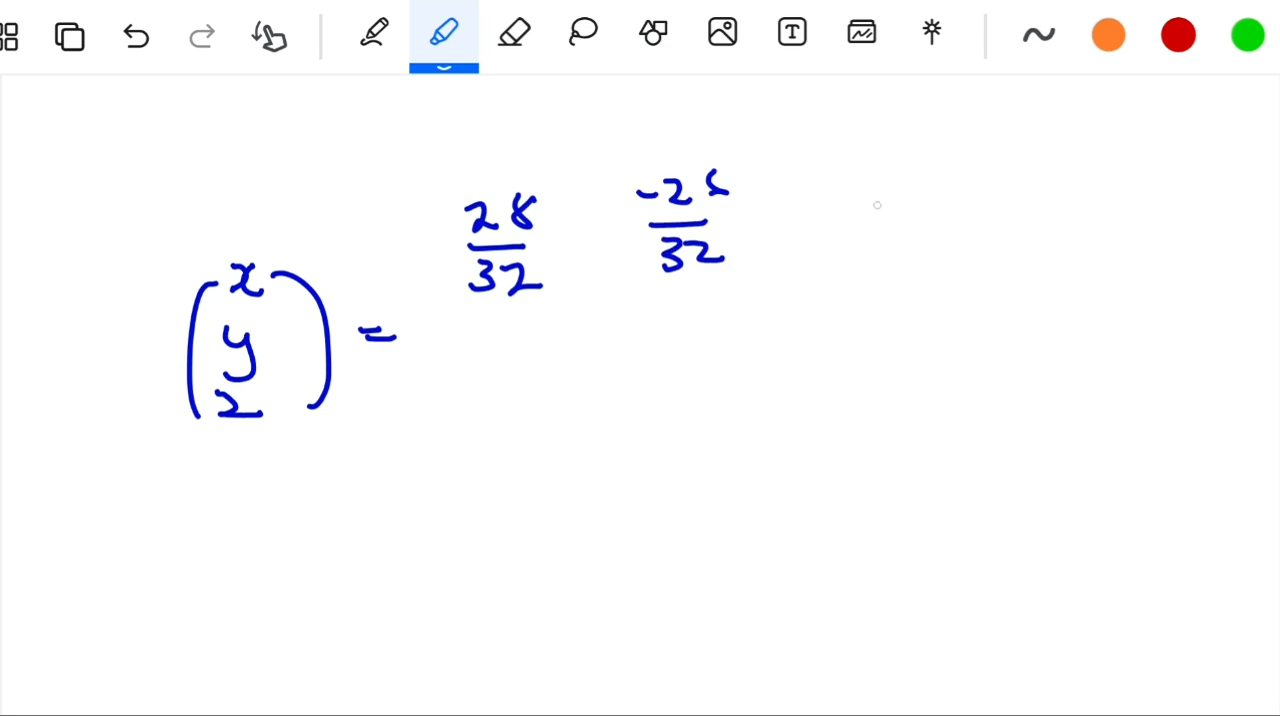 28/32 -2/32
x
y =
z